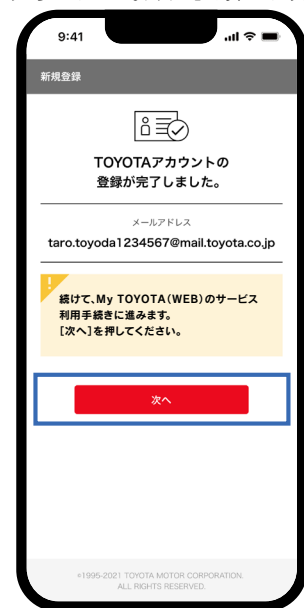 9:41
新規登録
TOYOTAアカウントの
登録が完了しました。
メールアドレス
taro.toyoda1234567@mail.toyota.co.jp
!
続けて、My TOYOTA(WEB)のサービス
利用手続きに進みます。
[次へ]を押してください。
次へ
©1995-2021 TOYOTA MOTOR CORPORATION.
ALL RIGHTS RESERVED.